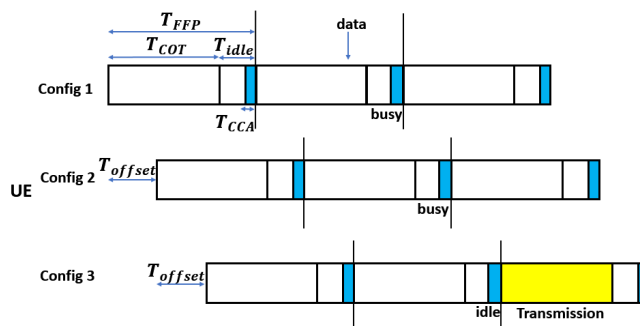 T_FFP
T_COT T_idle data
Config 1
T_CCA busy
T_offset
Config 2
UE
busy
T_offset
Config 3
idle Transmission